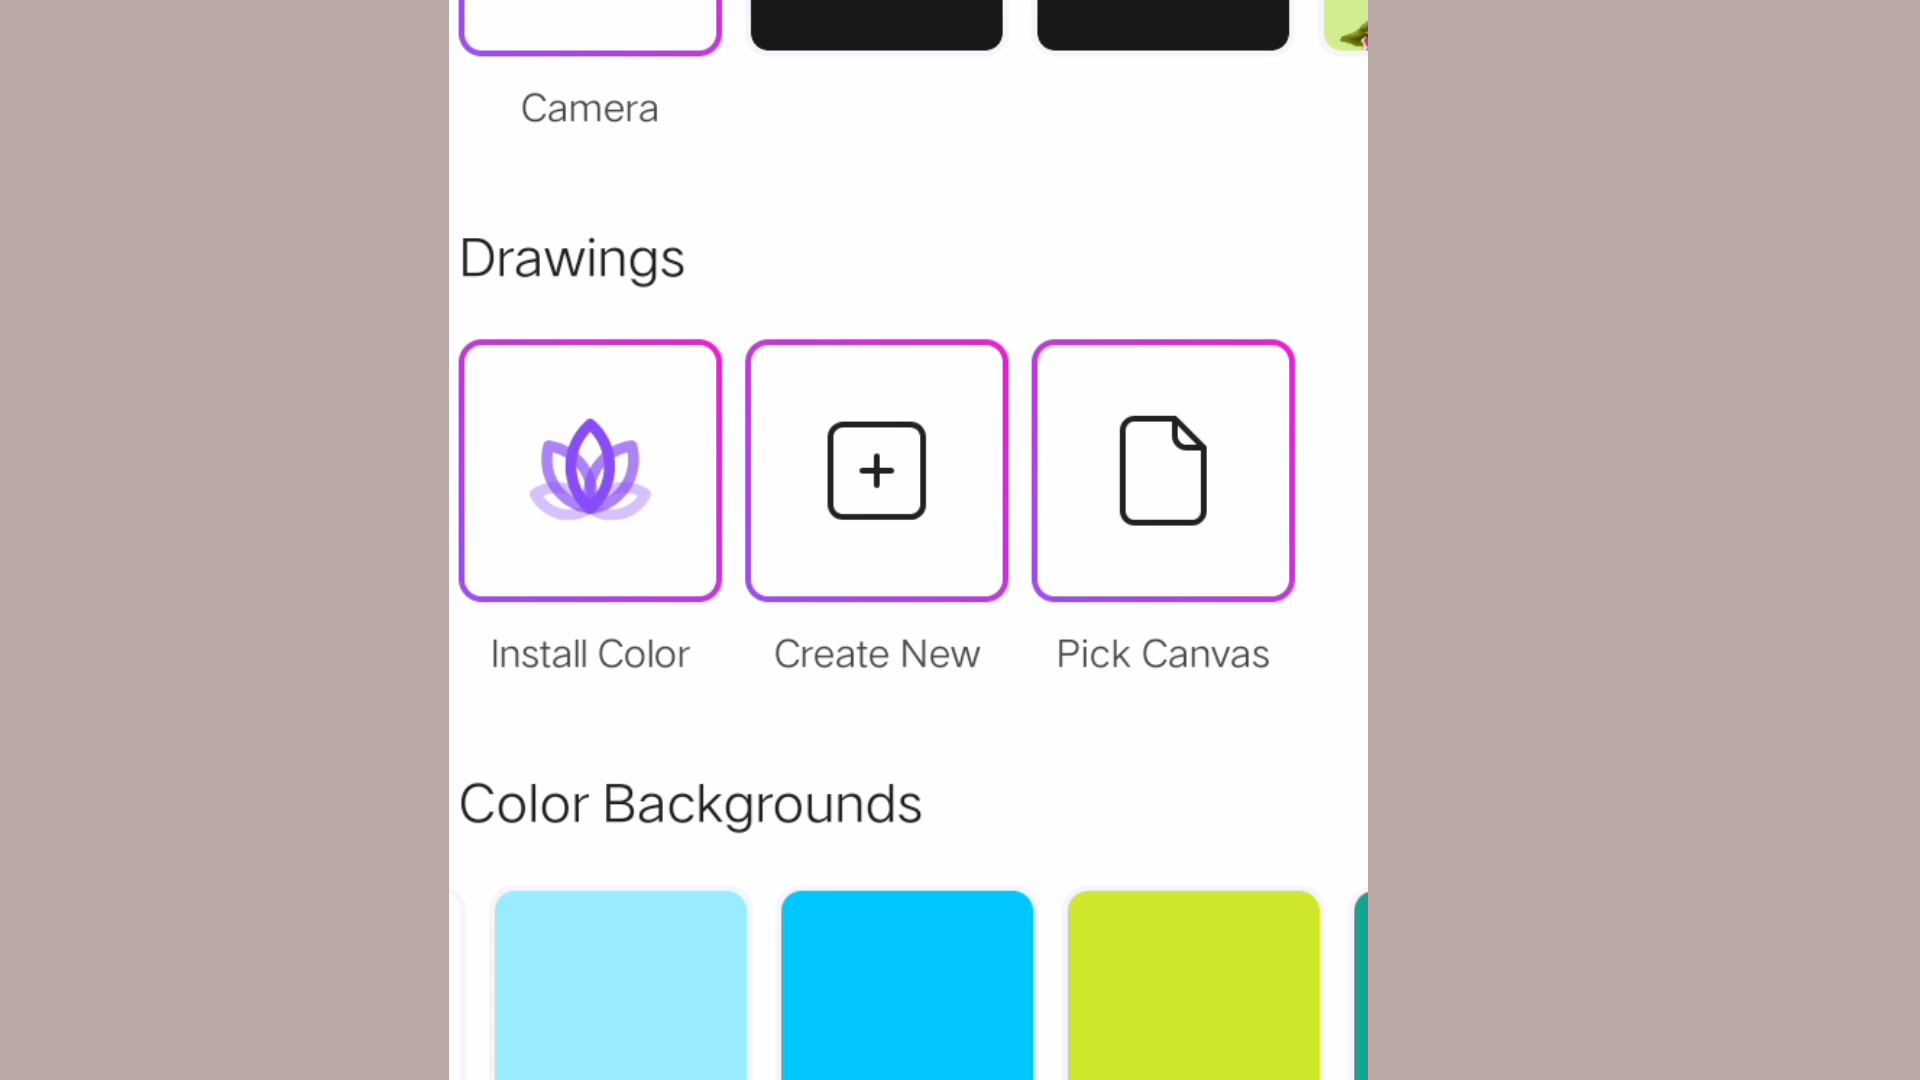 Camera
Drawings
Install Color
Create New
Pick Canvas
Color Backgrounds